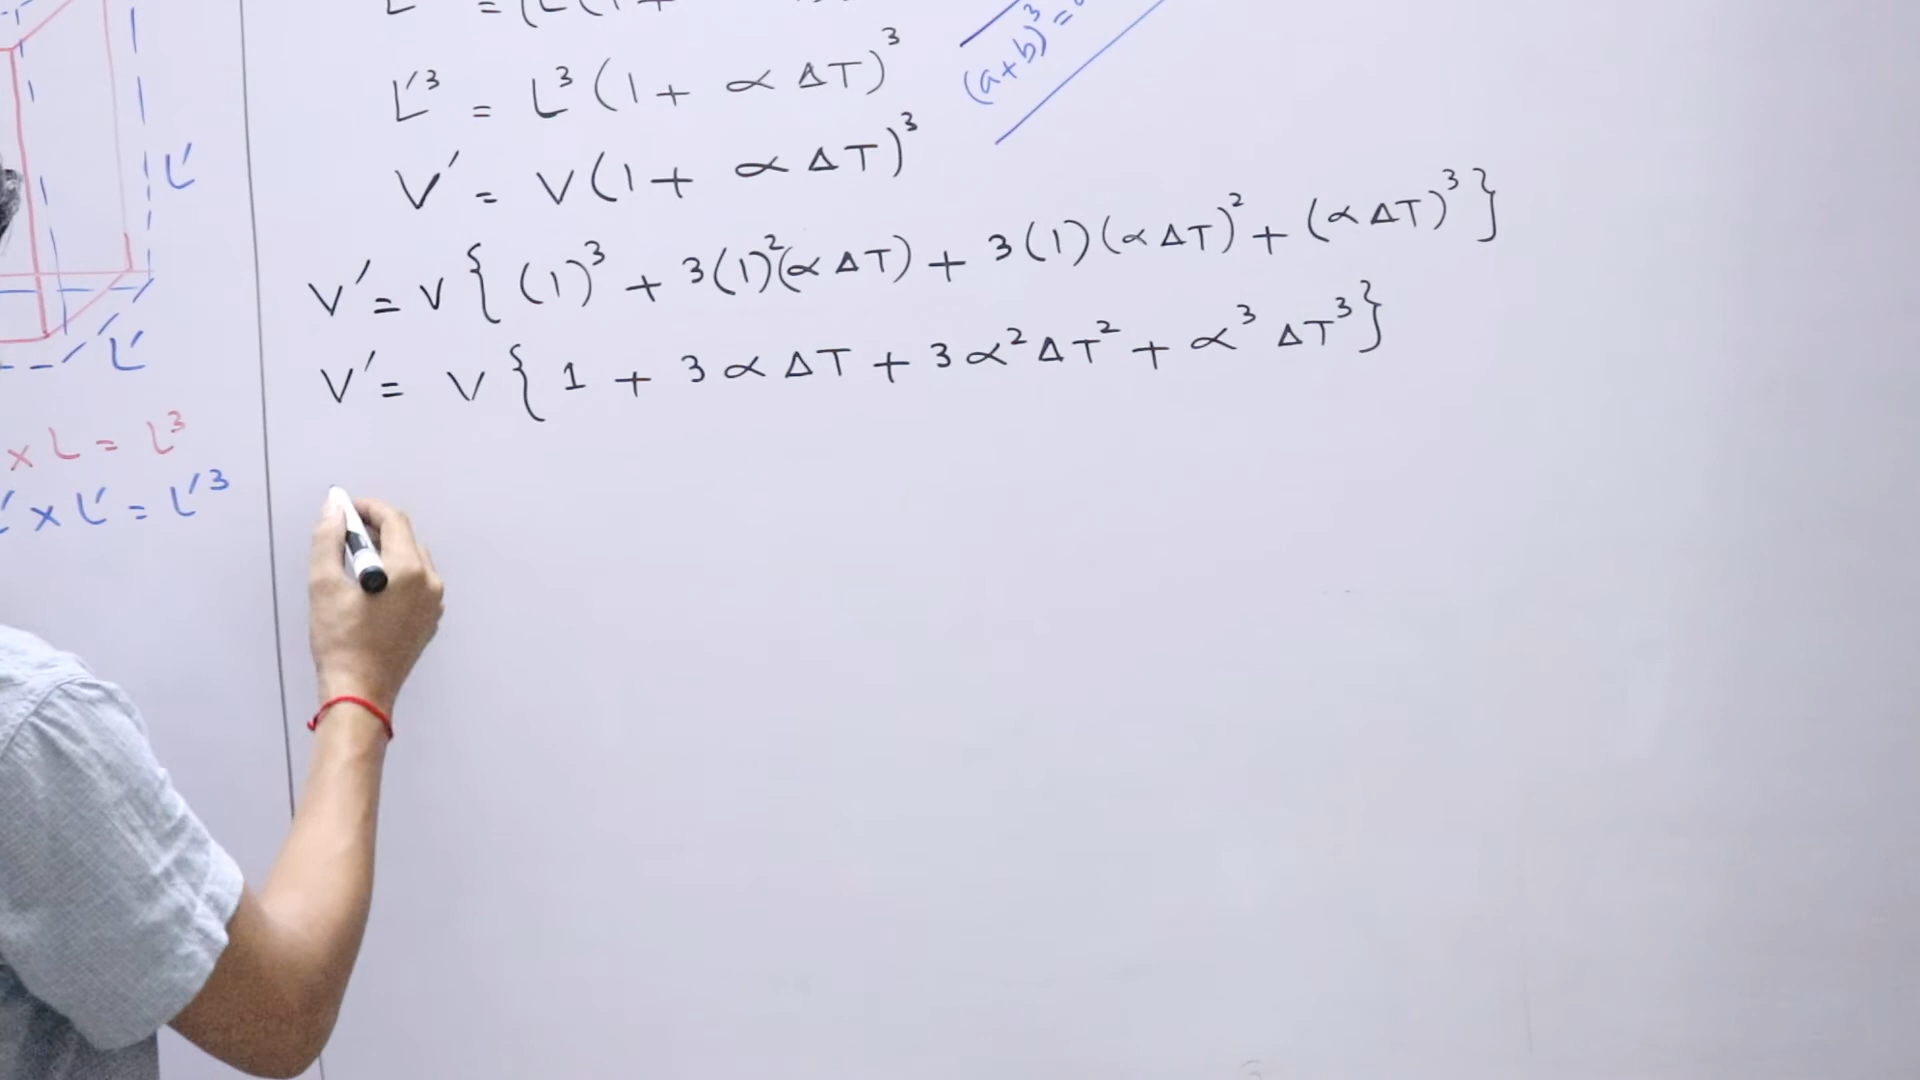 L'
L'
x L = L³
' x L' = L'³
L'³ = L³ (1 + α ΔT)³
V' = V(1 + α ΔT)³
V' = V { (1)³ + 3(1)²(α ΔT) + 3(1)(α ΔT)² + (α ΔT)³ }
V' = V { 1 + 3 α ΔT + 3 α² ΔT² + α³ ΔT³ }
(a+b)³ =